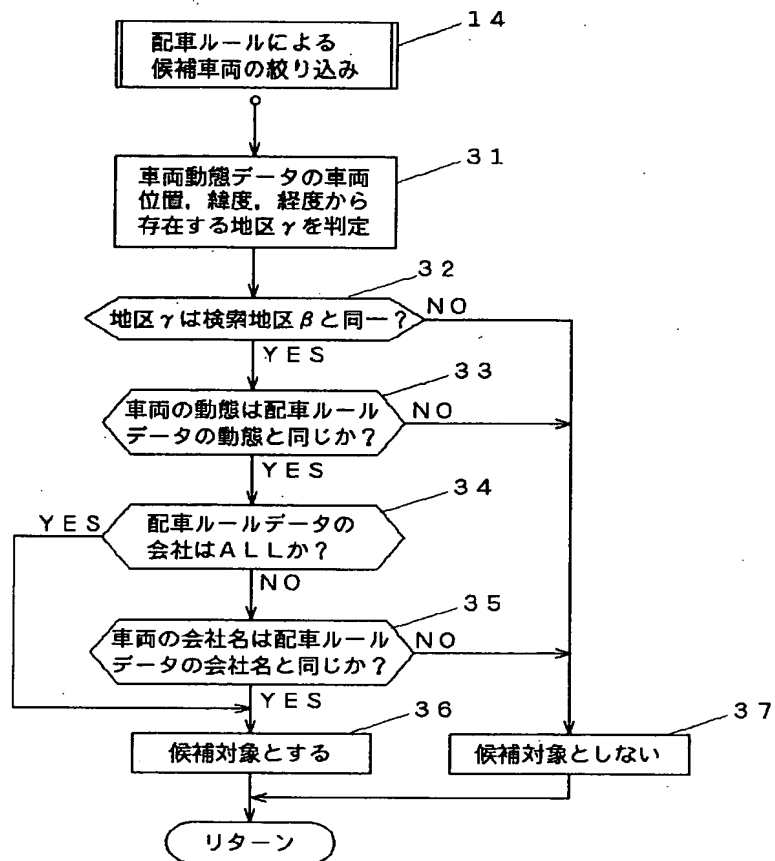 14
配車ルールによる
候補車両の絞り込み
31
車両動態データの車両
位置，緯度，経度から
存在する地区γを判定
32
地区γは検索地区βと同一？
NO
YES
33
車両の動態は配車ルール
データの動態と同じか？
NO
YES
34
YES
配車ルールデータの
会社はALLか？
NO
35
車両の会社名は配車ルール
データの会社名と同じか？
NO
YES
36
37
候補対象とする
候補対象としない
リターン